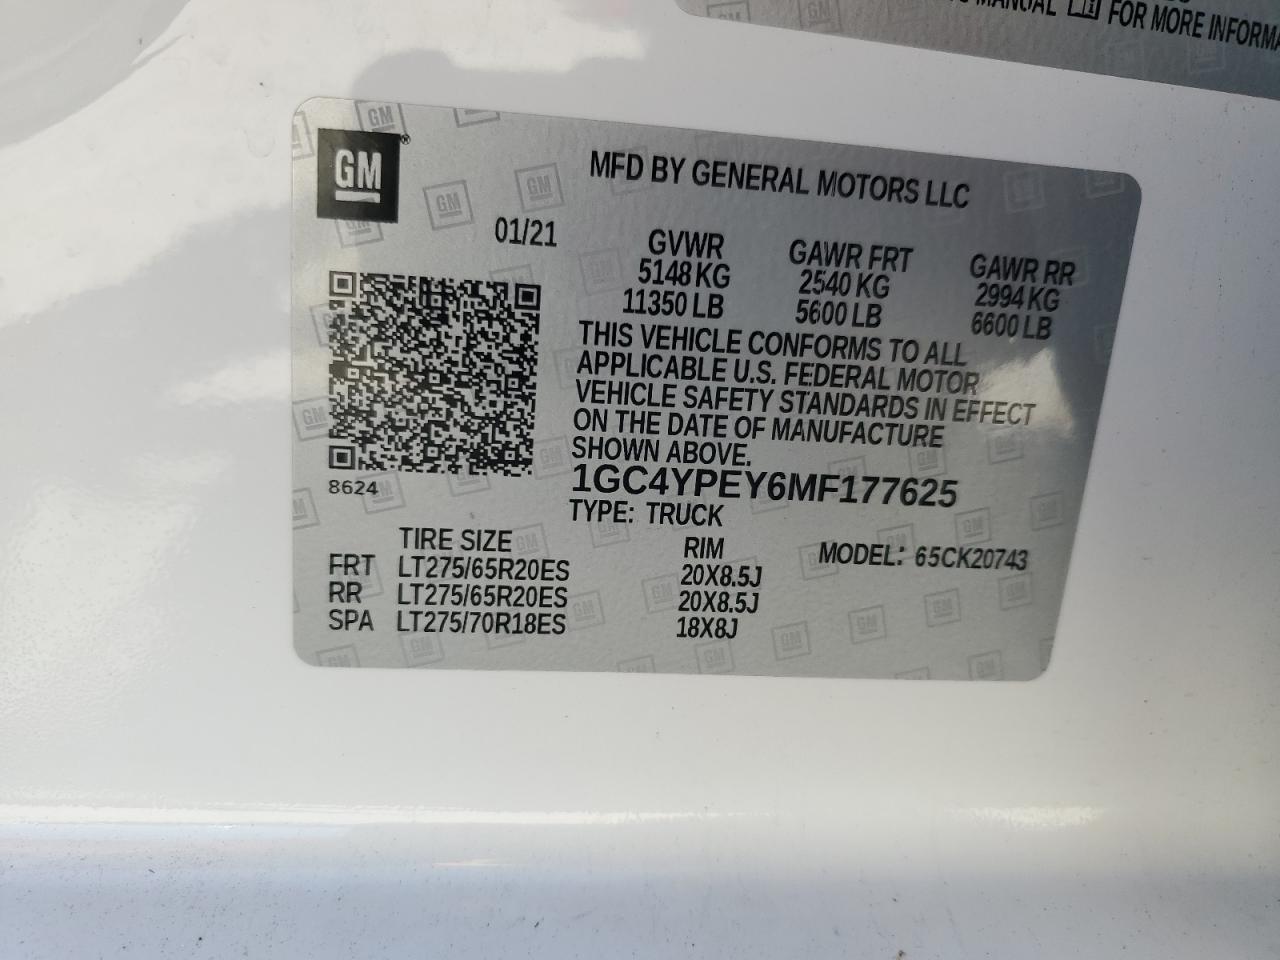 MANUAL FOR MORE
GM®
MFD BY GENERAL MOTORS LLC
01/21
GVWR GAWR FRT GAWR RR
5148 KG 2540 KG 2994 KG
11350 LB 5600 LB 6600 LB
THIS VEHICLE CONFORMS TO ALL
APPLICABLE U.S. FEDERAL MOTOR
VEHICLE SAFETY STANDARDS IN EFFECT
ON THE DATE OF MANUFACTURE
SHOWN ABOVE.
8624
1GC4YPEY6MF177625
TYPE: TRUCK
TIRE SIZE RIM MODEL: 65CK20743
FRT LT275/65R20ES 20X8.5J
RR LT275/65R20ES 20X8.5J
SPA LT275/70R18ES 18X8J